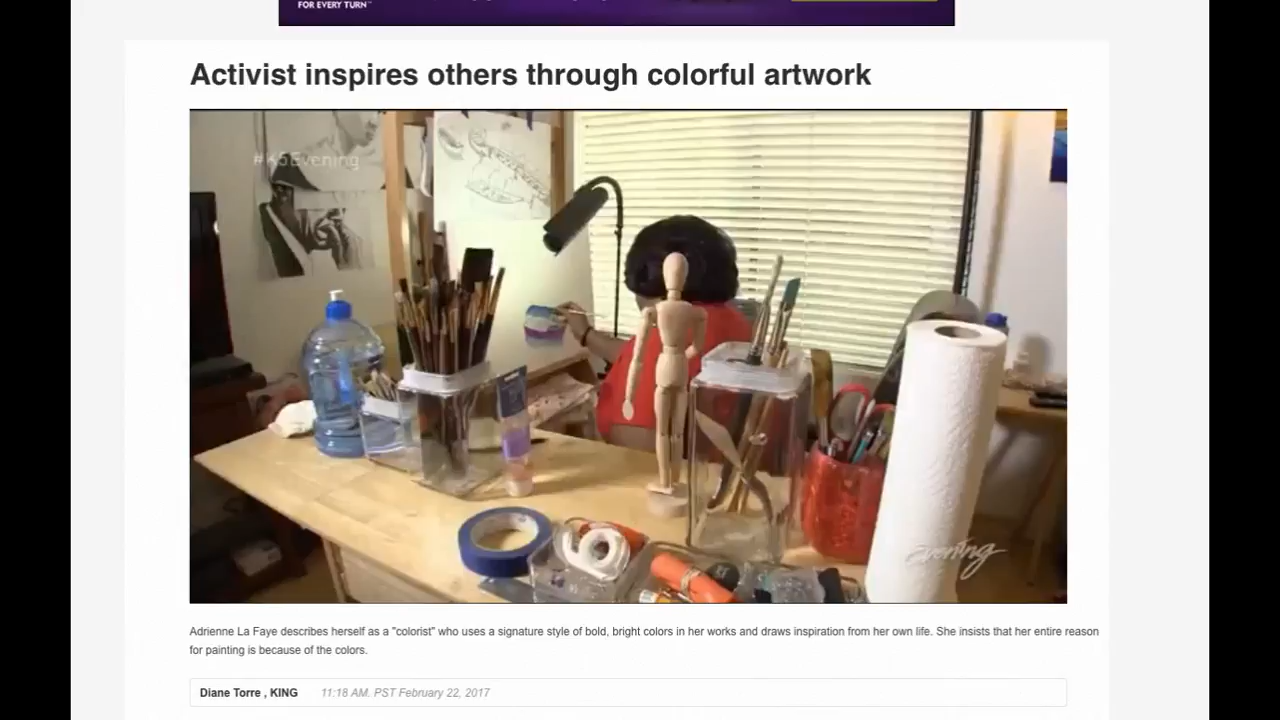 FOR EVERY TURN™
Activist inspires others through colorful artwork
#K5Evening
evening
Adrienne La Faye describes herself as a "colorist" who uses a signature style of bold, bright colors in her works and draws inspiration from her own life. She insists that her entire reason
for painting is because of the colors.
Diane Torre , KING 11:18 AM. PST February 22, 2017